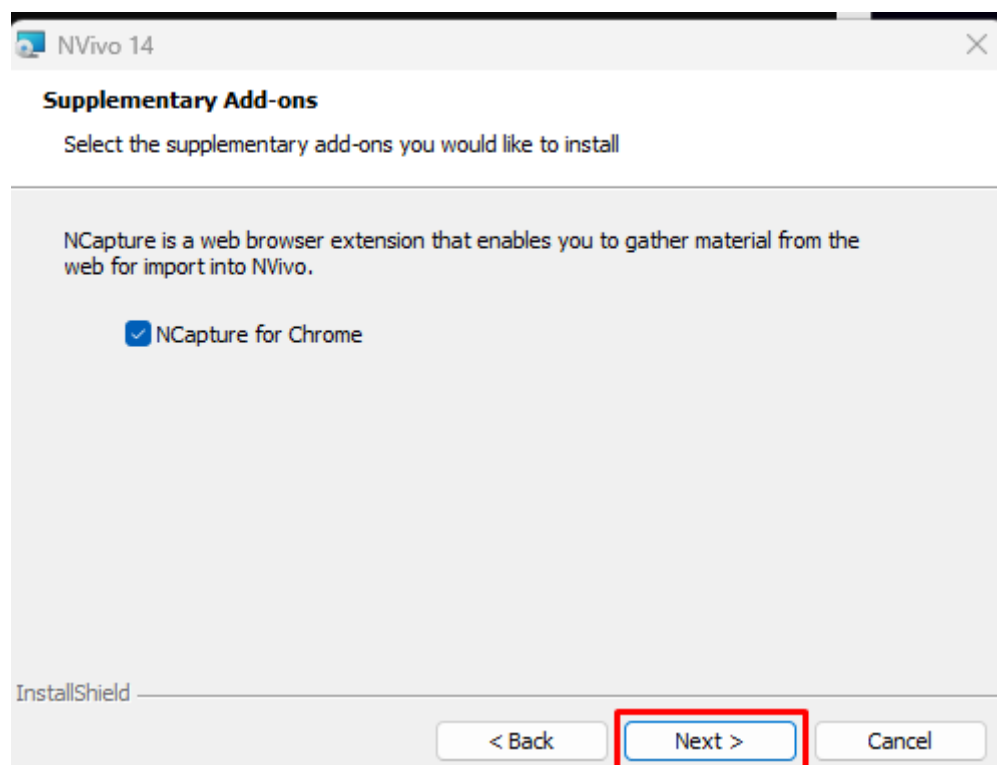 NVivo 14
Supplementary Add-ons
Select the supplementary add-ons you would like to install
NCapture is a web browser extension that enables you to gather material from the
web for import into NVivo.
NCapture for Chrome
InstallShield
< Back
Next >
Cancel